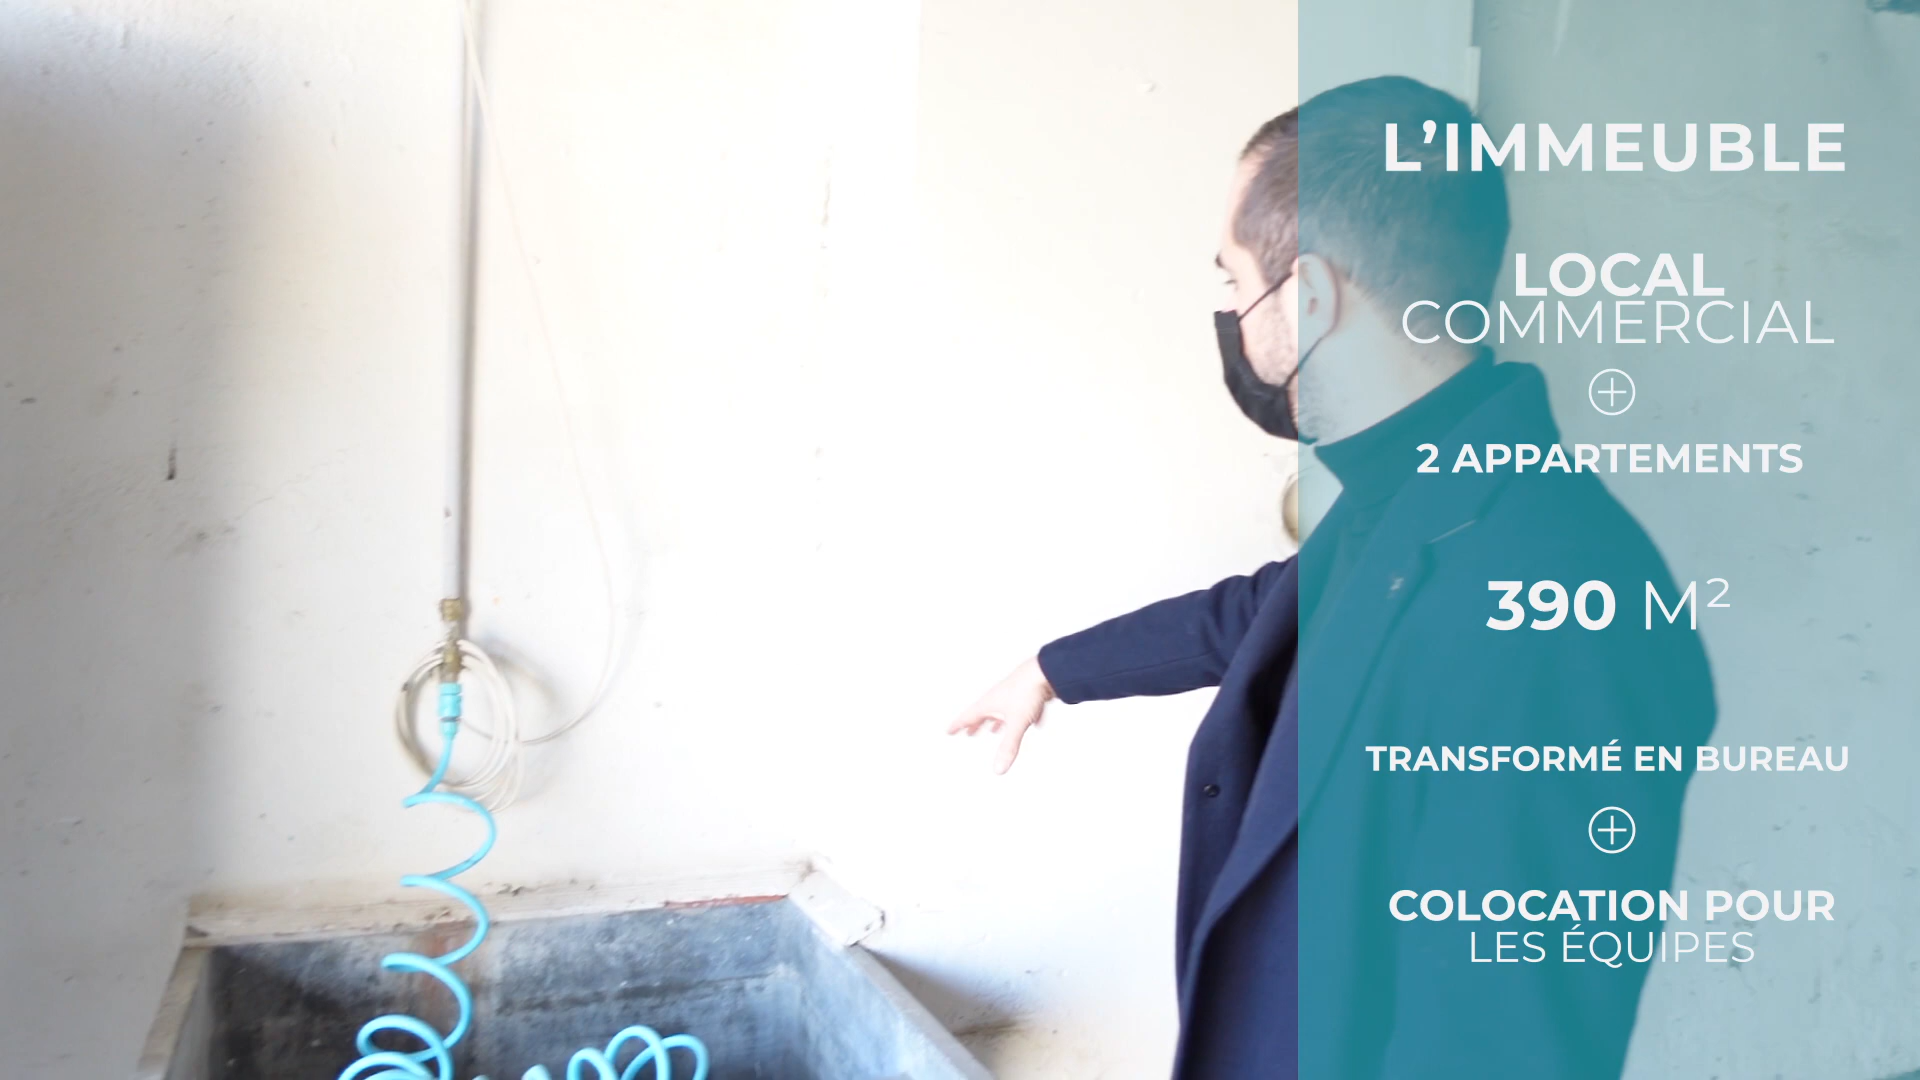 L’IMMEUBLE
LOCAL
COMMERCIAL
2 APPARTEMENTS
390 M²
TRANSFORMÉ EN BUREAU
COLOCATION POUR
LES ÉQUIPES